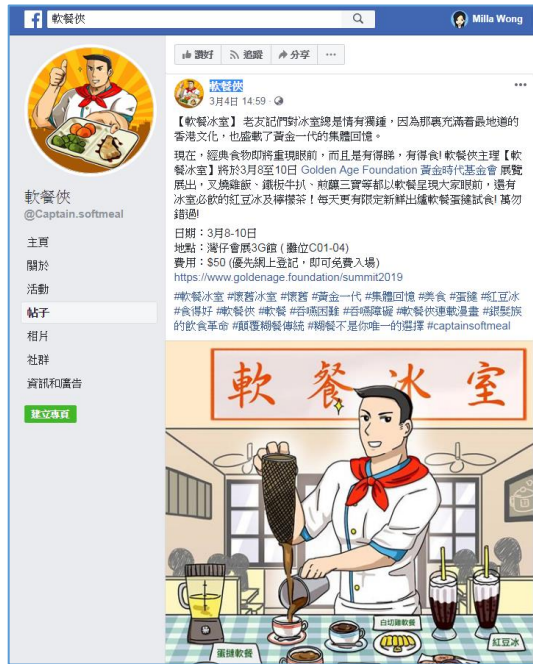 軟餐俠
Milla Wong
讚好 追蹤 分享 ...
軟餐俠
3月4日 14:59
【軟餐冰室】 老友記們對冰室總是情有獨鍾，因為那裏充滿着最地道的
香港文化，也盛載了黃金一代的集體回憶。
現在，經典食物即將重現眼前，而且是有得睇，有得食! 軟餐俠主理【軟
餐冰室】將於3月8至10日 Golden Age Foundation 黃金時代基金會 展覽
展出，叉燒雞飯、鐵板牛扒、煎釀三寶等都以軟餐呈現大家眼前，還有
冰室必飲的紅豆冰及檸檬茶！每天更有限定新鮮出爐軟餐蛋撻試食! 萬勿
錯過!
日期：3月8-10日
地點：灣仔會展3G館 ( 攤位C01-04)
費用：$50 (優先網上登記，即可免費入場)
https://www.goldenage.foundation/summit2019
#軟餐冰室 #懷舊冰室 #懷舊 #黃金一代 #集體回憶 #美食 #蛋撻 #紅豆冰
#食得好 #軟餐俠 #軟餐 #吞嚥困難 #吞嚥障礙 #軟餐俠連載漫畫 #銀髮族
的飲食革命 #顛覆糊餐傳統 #糊餐不是你唯一的選擇 #captainsoftmeal
軟餐俠
@Captain.softmeal
主頁
關於
活動
帖子
相片
社群
資訊和廣告
建立專頁
軟餐冰室
白切雞軟餐
蛋撻軟餐
紅豆冰